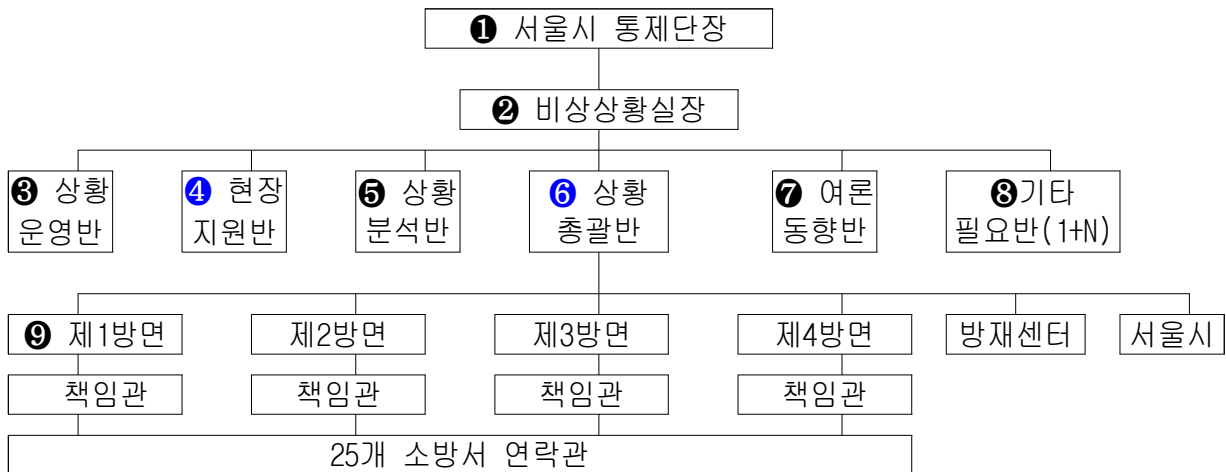 ❶ 서울시 통제단장
❷ 비상상황실장
❸ 상황
운영반
❹ 현장
지원반
❺ 상황
분석반
❻ 상황
총괄반
❼ 여론
동향반
❽기타
필요반(1+N)
❾ 제1방면
제2방면
제3방면
제4방면
방재센터
서울시
책임관
책임관
책임관
책임관
25개 소방서 연락관